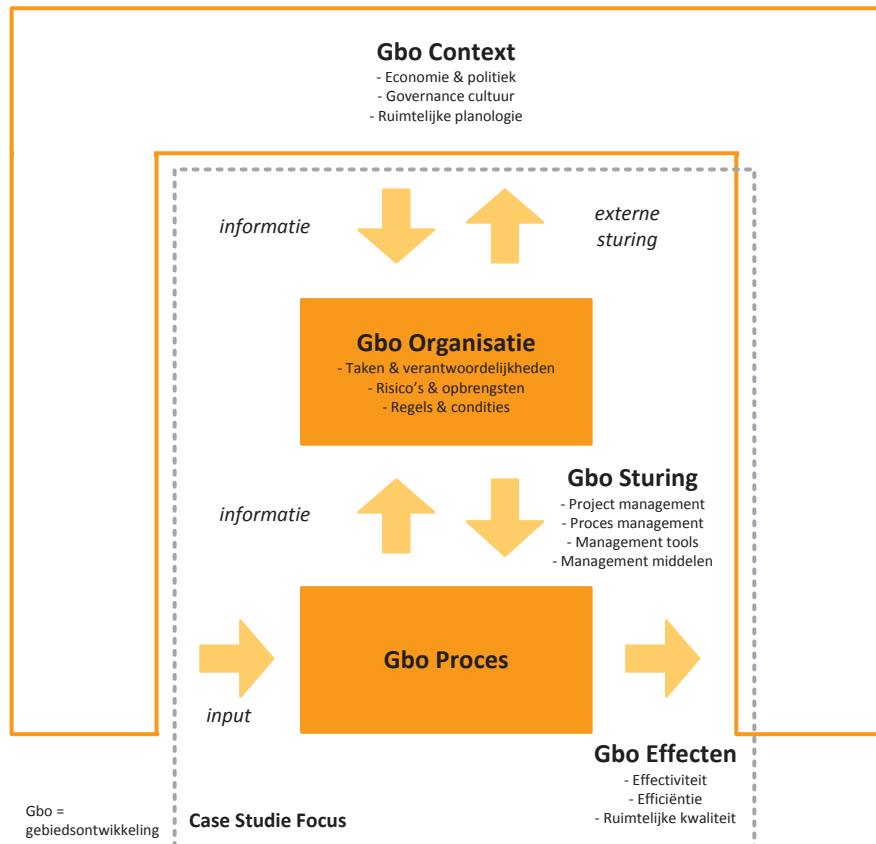 Gbo Context
- Economie & politiek
- Governance cultuur
- Ruimtelijke planologie
informatie
externe
sturing
Gbo Organisatie
- Taken & verantwoordelijkheden
- Risico's & opbrengsten
- Regels & condities
informatie
Gbo Sturing
- Project management
- Proces management
- Management tools
- Management middelen
Gbo Proces
input
Gbo Effecten
- Effectiviteit
- Efficiëntie
- Ruimtelijke kwaliteit
Gbo =
gebiedsontwikkeling
Case Studie Focus